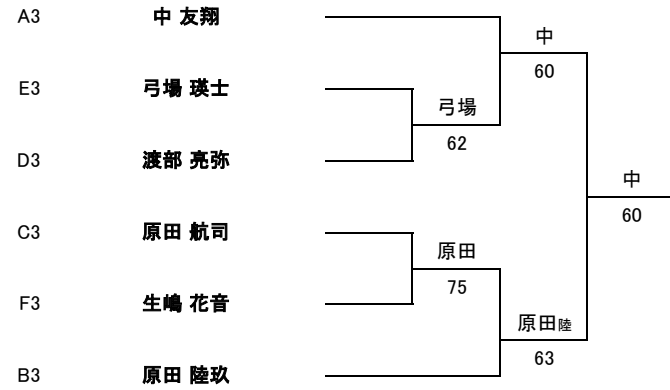 A3 中 友翔
中
60
E3 弓場 瑛士
弓場
62
D3 渡部 亮弥
中
60
C3 原田 航司
原田
75
F3 生嶋 花音
原田陸
63
B3 原田 陸玖